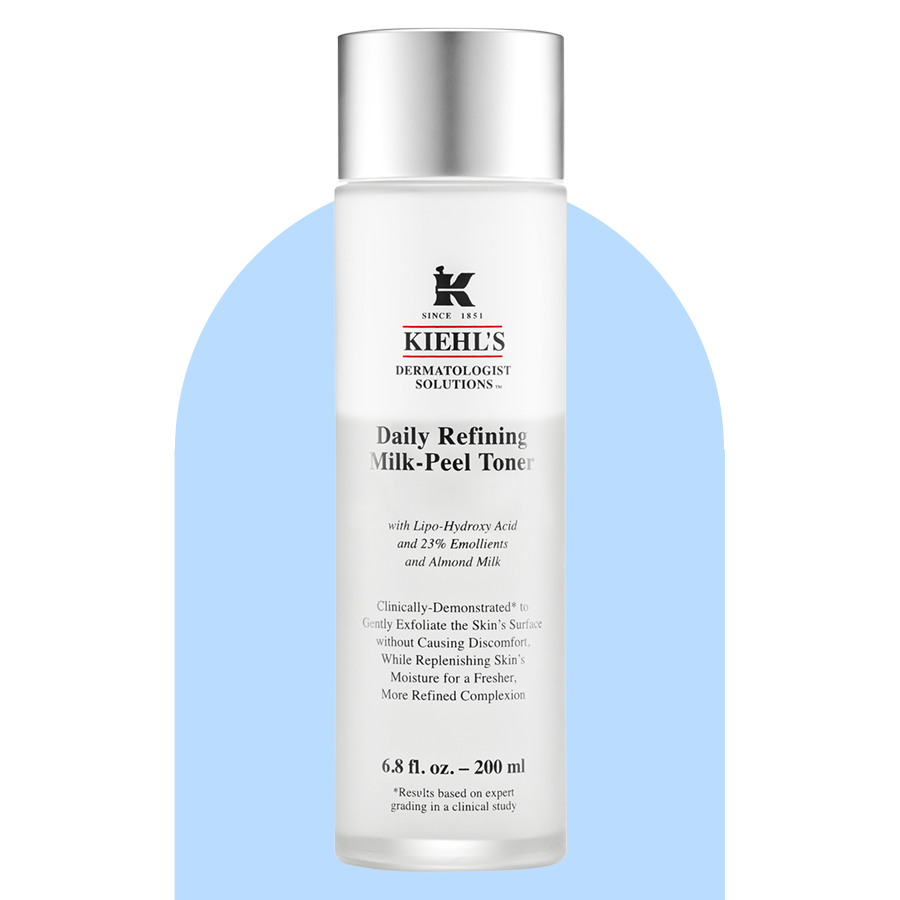 K
SINCE 1851
KIEHL'S
DERMATOLOGIST
SOLUTIONS™
Daily Refining
Milk-Peel Toner
with Lipo-Hydroxy Acid
and 23% Emollients
and Almond Milk
Clinically-Demonstrated* to
Gently Exfoliate the Skin's Surface
without Causing Discomfort,
While Replenishing Skin's
Moisture for a Fresher,
More Refined Complexion
6.8 fl. oz. – 200 ml
*Results based on expert
grading in a clinical study